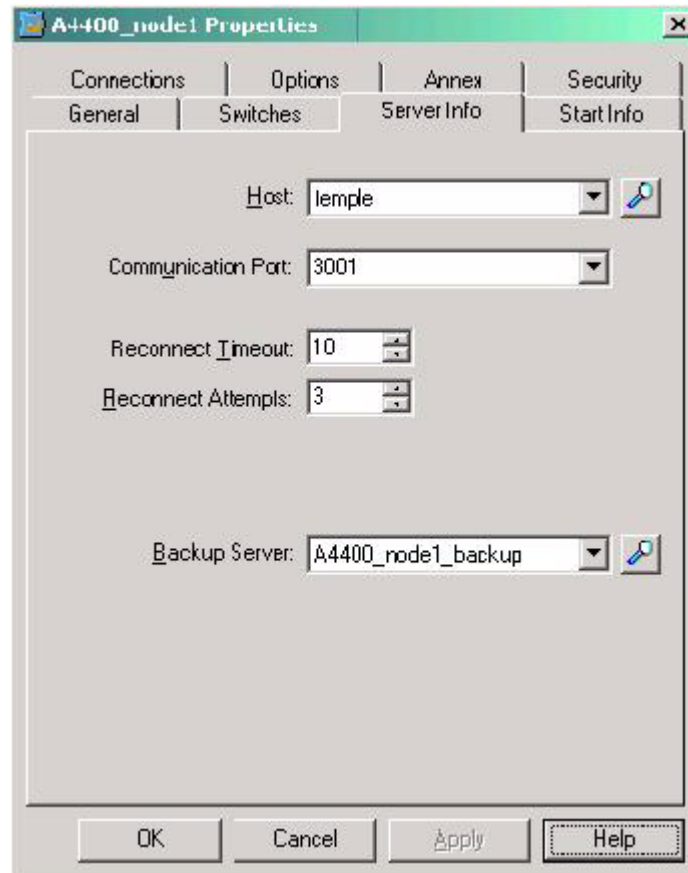 A4400_node1 Properties
Connections Options Annex Security
General Switches Server Info Start Info
Host: lemple
Communication Port: 3001
Reconnect Timeout: 10
Reconnect Attempts: 3
Backup Server: A4400_node1_backup
OK Cancel Apply Help